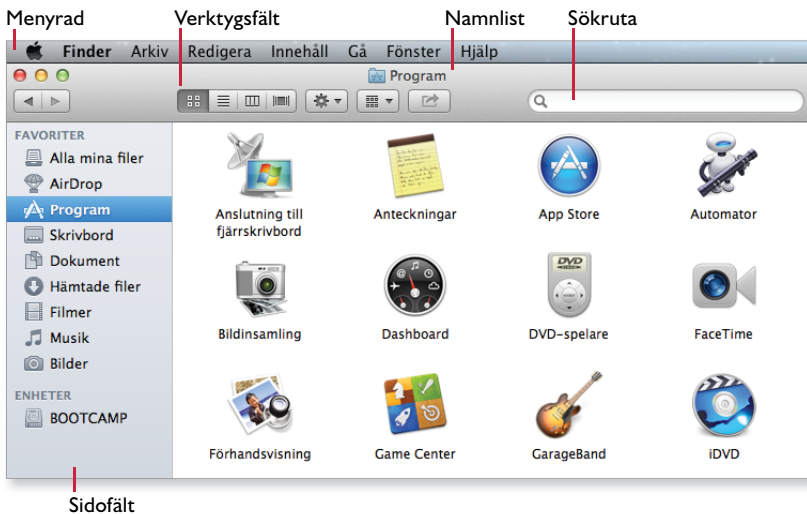 Menyrad Verktygsfält Namnlist Sökruta
Finder Arkiv Redigera Innehåll Gå Fönster Hjälp
Program
FAVORITER
Alla mina filer
AirDrop
Program
Skrivbord
Dokument
Hämtade filer
Filmer
Musik
Bilder
ENHETER
BOOTCAMP
Anslutning till
fjärrskrivbord
Anteckningar
App Store
Automator
DVD
Bildinsamling
Dashboard
DVD-spelare
FaceTime
Förhandsvisning
Game Center
GarageBand
iDVD
Sidofält